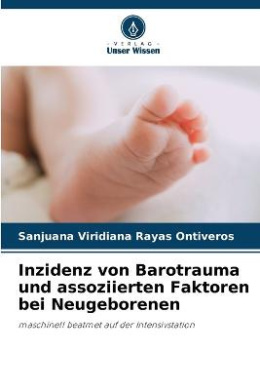 - VERLAG -
Unser Wissen
Sanjuana Viridiana Rayas Ontiveros
Inzidenz von Barotrauma
und assoziierten Faktoren
bei Neugeborenen
maschinell beatmet auf der Intensivstation